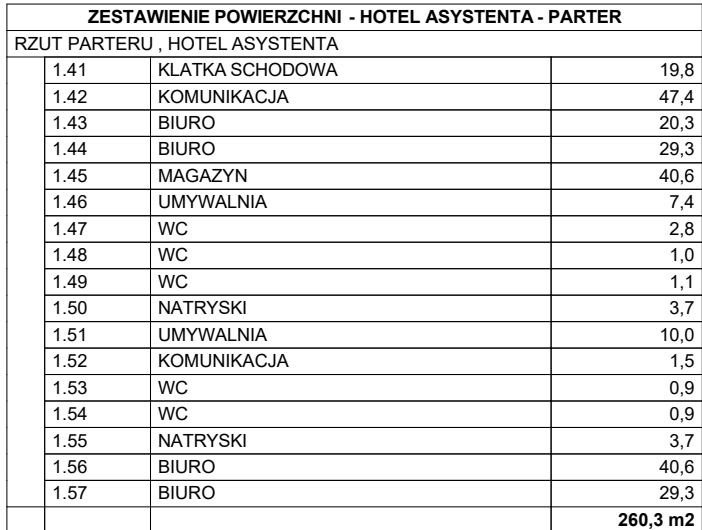 ZESTAWIENIE POWIERZCHNI - HOTEL ASYSTENTA - PARTER
RZUT PARTERU , HOTEL ASYSTENTA
1.41 KLATKA SCHODOWA 19,8
1.42 KOMUNIKACJA 47,4
1.43 BIURO 20,3
1.44 BIURO 29,3
1.45 MAGAZYN 40,6
1.46 UMYWALNIA 7,4
1.47 WC 2,8
1.48 WC 1,0
1.49 WC 1,1
1.50 NATRYSKI 3,7
1.51 UMYWALNIA 10,0
1.52 KOMUNIKACJA 1,5
1.53 WC 0,9
1.54 WC 0,9
1.55 NATRYSKI 3,7
1.56 BIURO 40,6
1.57 BIURO 29,3
260,3 m2